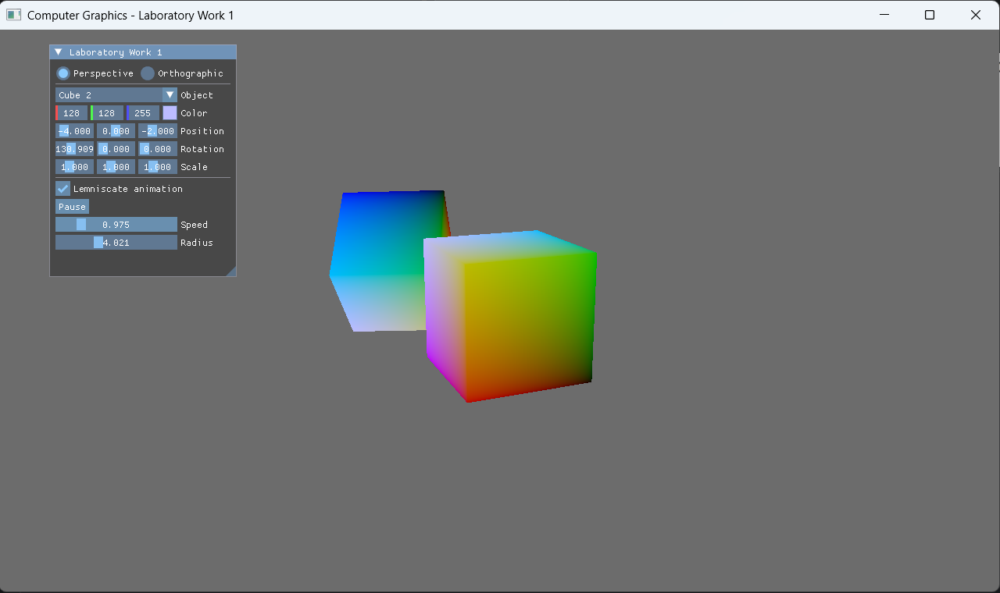 Computer Graphics - Laboratory Work 1
Laboratory Work 1
Perspective Orthographic
Cube 2 Object
128 128 255 Color
-4.000 0.000 -2.000 Position
130.909 0.000 0.000 Rotation
1.000 1.000 1.000 Scale
Lemniscate animation
Pause
0.975 Speed
4.021 Radius